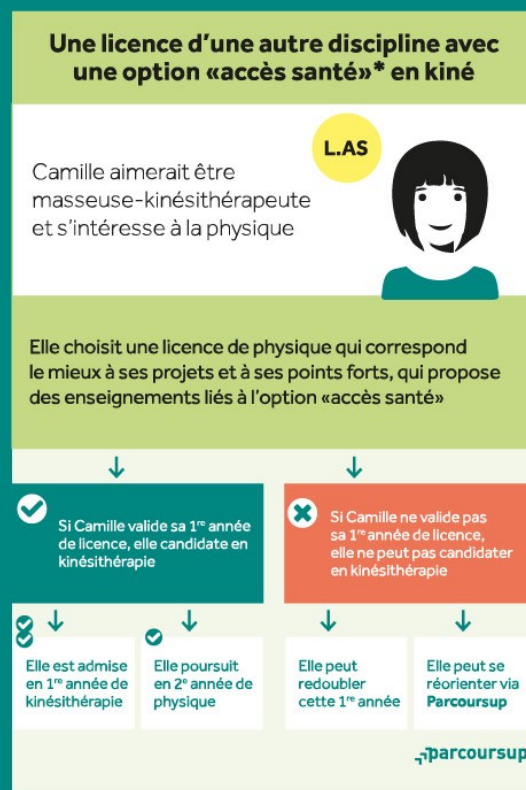 Une licence d'une autre discipline avec
une option «accès santé»* en kiné
L.AS
Camille aimerait être
masseuse-kinésithérapeute
et s'intéresse à la physique
Elle choisit une licence de physique qui correspond
le mieux à ses projets et à ses points forts, qui propose
des enseignements liés à l'option «accès santé»
Si Camille valide sa 1re année
de licence, elle candidate en
kinésithérapie
Si Camille ne valide pas
sa 1re année de licence,
elle ne peut pas candidater
en kinésithérapie
Elle est admise
en 1re année de
kinésithérapie
Elle poursuit
en 2e année de
physique
Elle peut
redoubler
cette 1re année
Elle peut se
réorienter via
Parcoursup
parcoursup